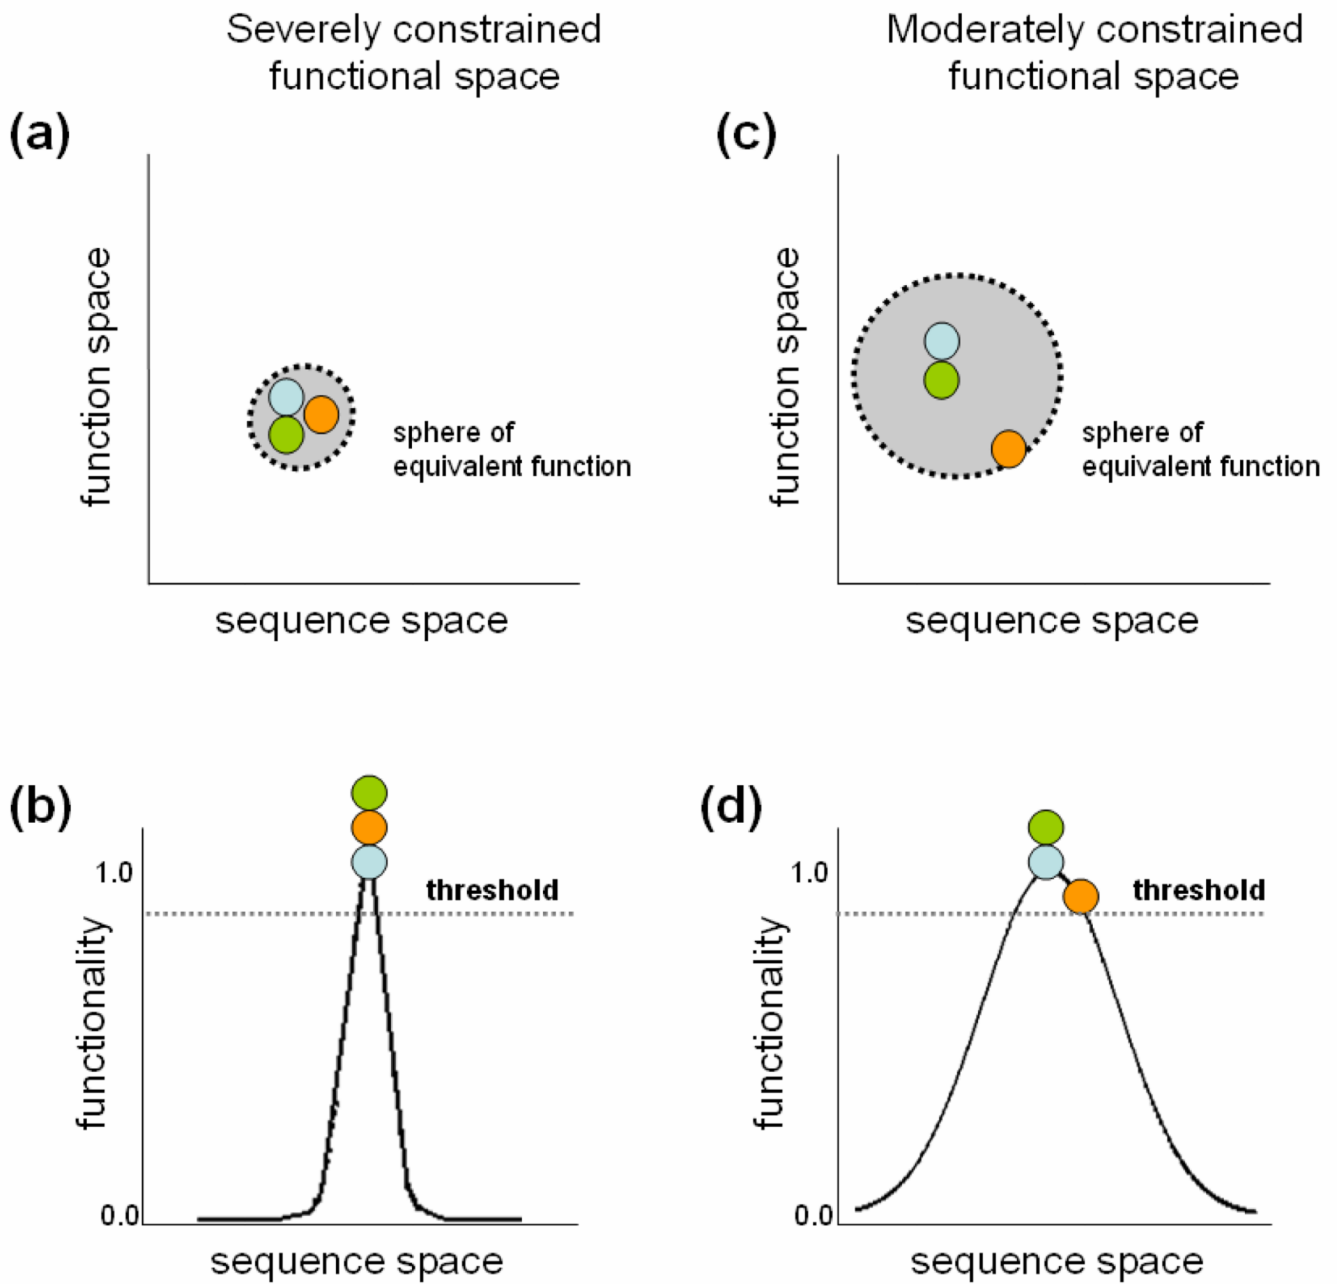 Severely constrained
functional space
Moderately constrained
functional space
(a)
function space
sphere of
equivalent function
sequence space
(c)
function space
sphere of
equivalent function
sequence space
(b)
1.0
threshold
functionality
0.0
sequence space
(d)
1.0
threshold
functionality
0.0
sequence space